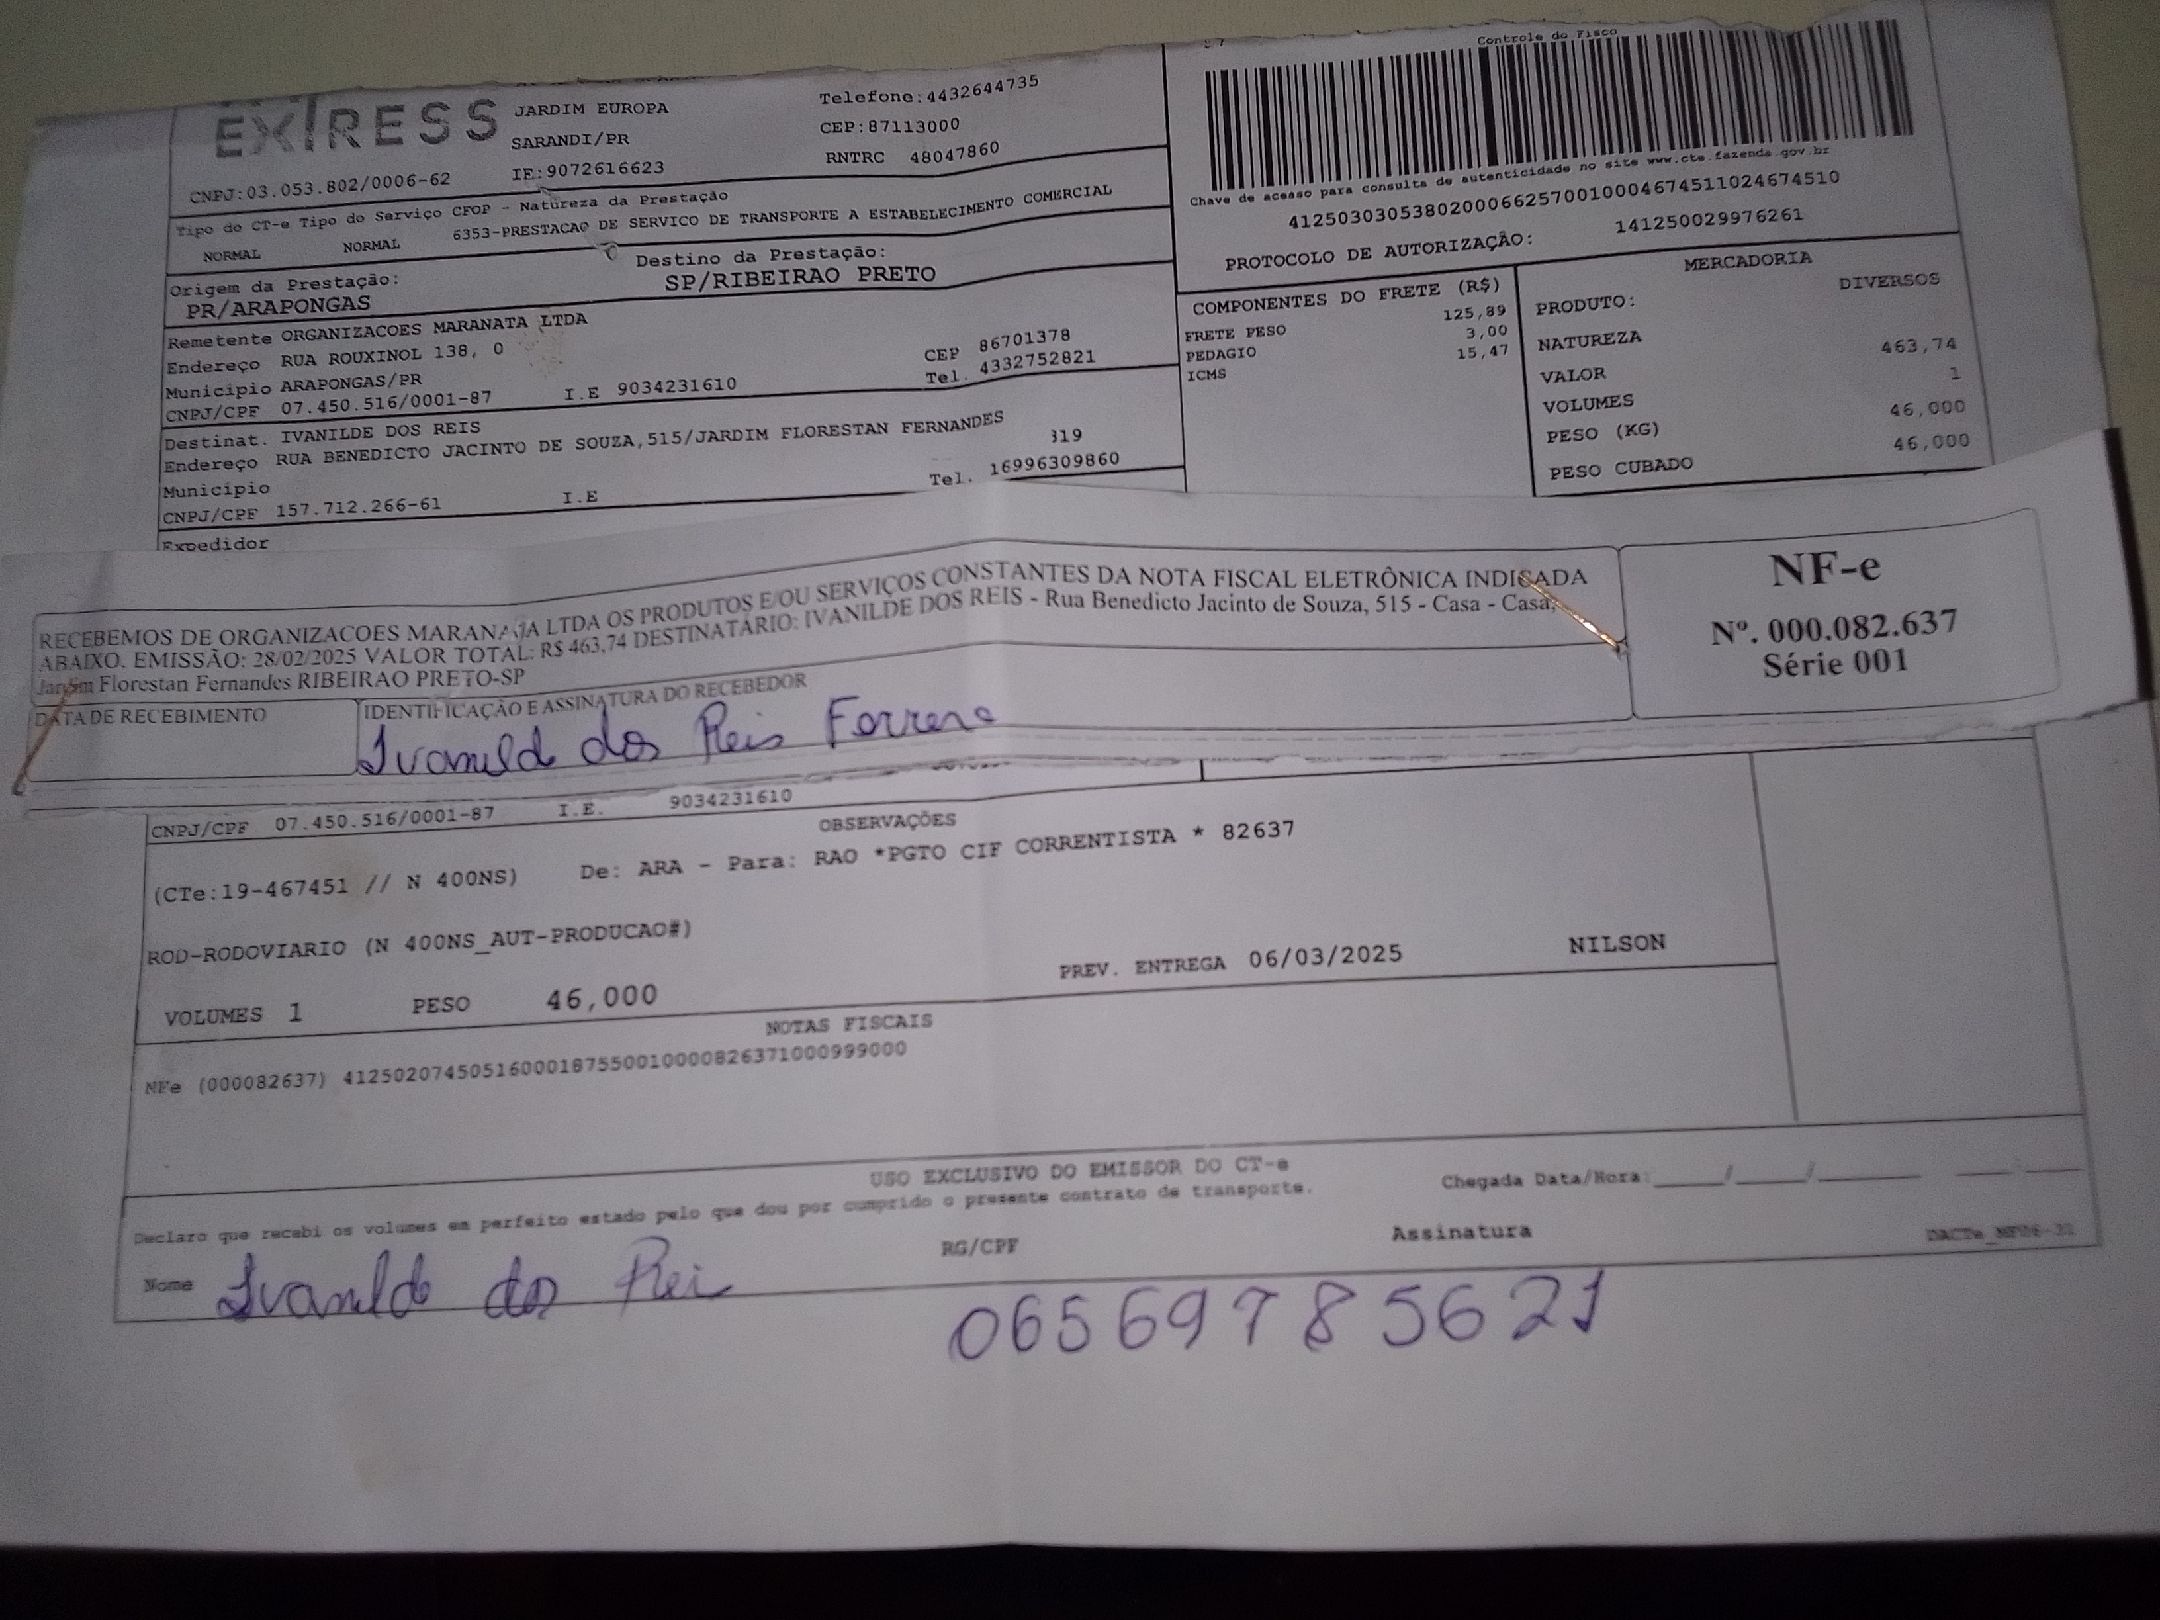 EXPRESS
JARDIM EUROPA
SARANDI/PR
CNPJ:03.053.802/0006-62 IE:9072616623
Telefone:4432644735
CEP:87113000
RNTRC 48047860
Controle do Fisco
Chave de acesso para consulta de autenticidade no site www.cte.fazenda.gov.br
41250303053802000662570010004674511024674510
PROTOCOLO DE AUTORIZAÇÃO: 141250029976261
Tipo do CT-e Tipo do Serviço CFOP - Natureza da Prestação
NORMAL NORMAL 6353-PRESTACAO DE SERVICO DE TRANSPORTE A ESTABELECIMENTO COMERCIAL
Origem da Prestação: Destino da Prestação:
PR/ARAPONGAS SP/RIBEIRAO PRETO
Remetente ORGANIZACOES MARANATA LTDA
Endereço RUA ROUXINOL 138, 0 CEP 86701378
Município ARAPONGAS/PR Tel. 4332752821
CNPJ/CPF 07.450.516/0001-87 I.E 9034231610
Destinat. IVANILDE DOS REIS
Endereço RUA BENEDICTO JACINTO DE SOUZA,515/JARDIM FLORESTAN FERNANDES
Município 319
CNPJ/CPF 157.712.266-61 I.E Tel. 16996309860
Expedidor
COMPONENTES DO FRETE (R$)
FRETE PESO 125,89
PEDAGIO 3,00
ICMS 15,47
MERCADORIA
PRODUTO: DIVERSOS
NATUREZA
VALOR 463,74
VOLUMES 1
PESO (KG) 46,000
PESO CUBADO 46,000
RECEBEMOS DE ORGANIZACOES MARANATA LTDA OS PRODUTOS E/OU SERVIÇOS CONSTANTES DA NOTA FISCAL ELETRÔNICA INDICADA
ABAIXO. EMISSÃO: 28/02/2025 VALOR TOTAL: R$ 463,74 DESTINATÁRIO: IVANILDE DOS REIS - Rua Benedicto Jacinto de Souza, 515 - Casa - Casa,
Jardim Florestan Fernandes RIBEIRAO PRETO-SP
DATA DE RECEBIMENTO IDENTIFICAÇÃO E ASSINATURA DO RECEBEDOR
dos Reis
NF-e
Nº. 000.082.637
Série 001
CNPJ/CPF 07.450.516/0001-87 I.E. 9034231610
OBSERVAÇÕES
(CTe:19-467451 // N 400NS) De: ARA - Para: RAO *PGTO CIF CORRENTISTA * 82637
ROD-RODOVIARIO (N 400NS_AUT-PRODUCAO#)
VOLUMES 1 PESO 46,000 PREV. ENTREGA 06/03/2025 NILSON
NOTAS FISCAIS
NFe (000082637) 41250207450516000187550010000826371000999000
USO EXCLUSIVO DO EMISSOR DO CT-e
Declaro que recebi os volumes em perfeito estado pelo que dou por cumprido o presente contrato de transporte. Chegada Data/Hora:____/____/______ __:__
Nome dos Rei RG/CPF Assinatura
06569785621